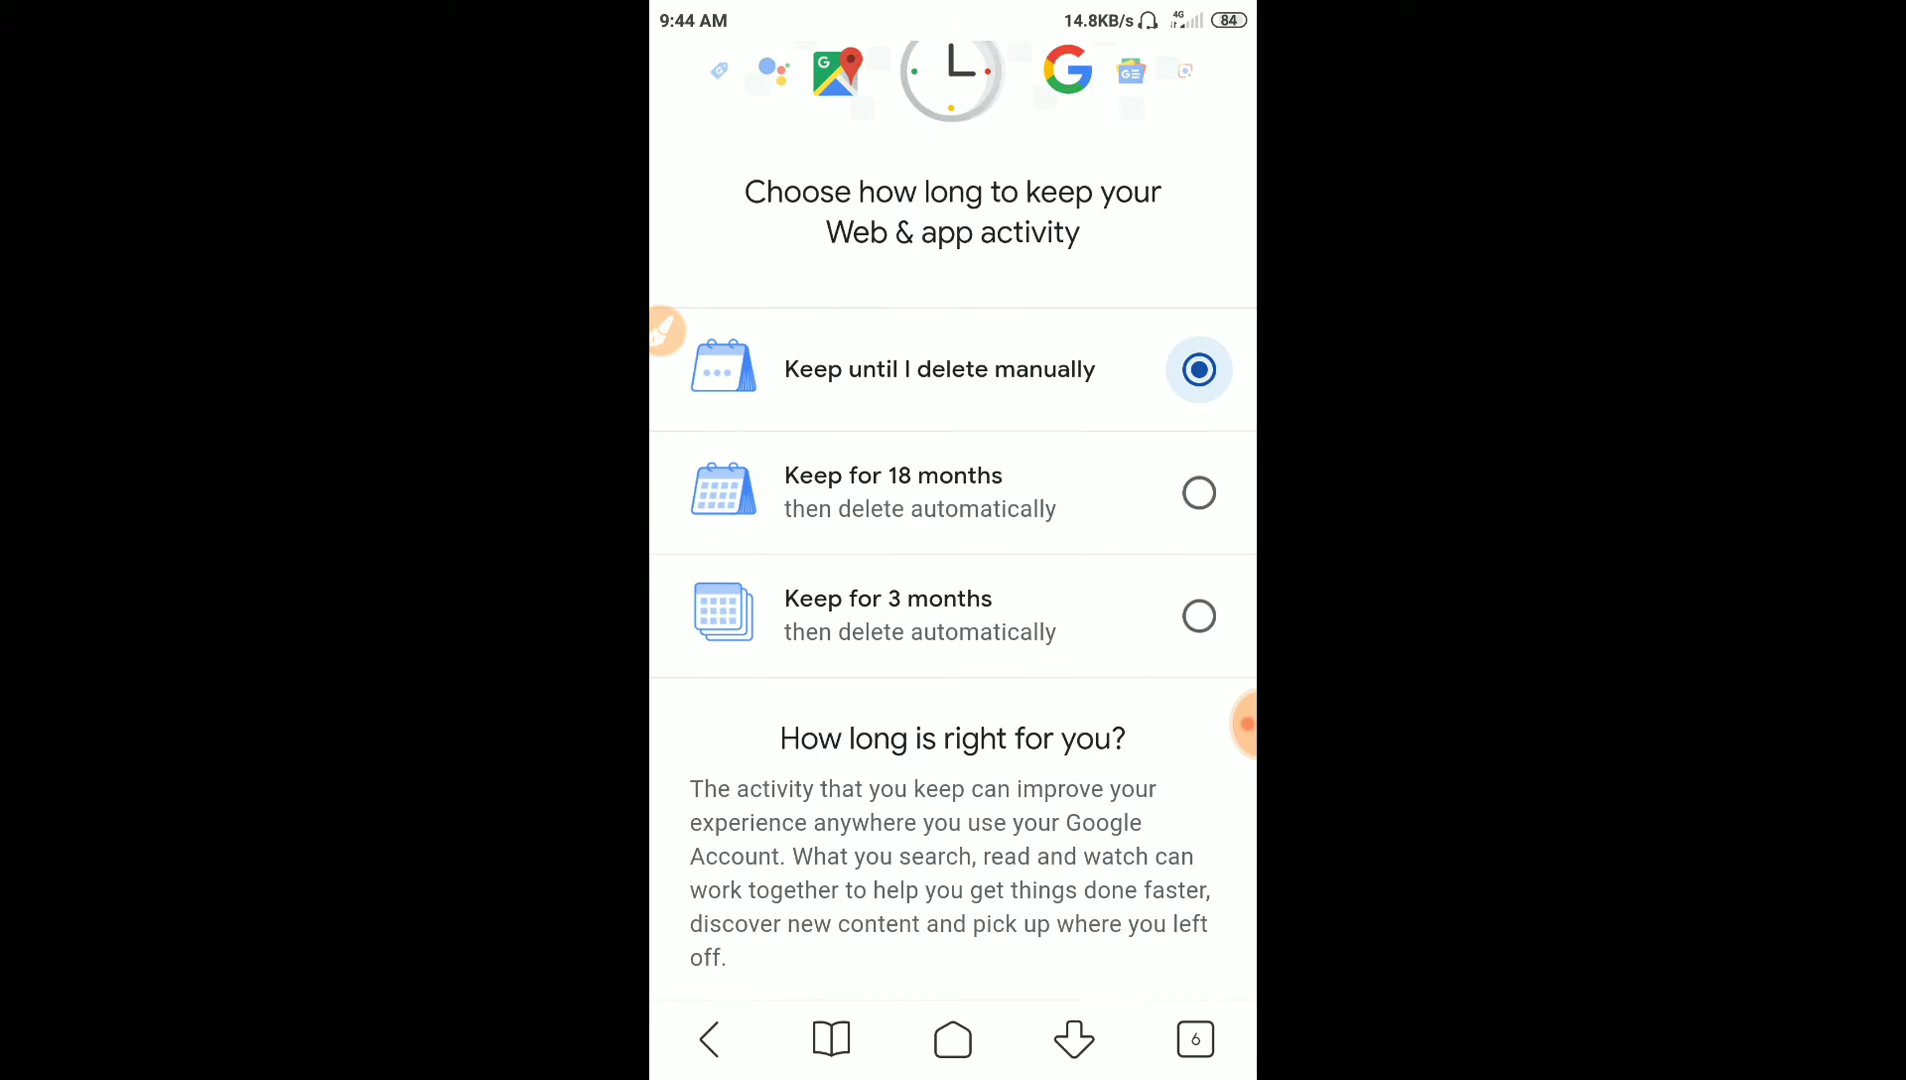 9:44 AM
14.8KB/s 4G 84
G
G
GE
Choose how long to keep your
Web & app activity
Keep until I delete manually
Keep for 18 months
then delete automatically
Keep for 3 months
then delete automatically
How long is right for you?
The activity that you keep can improve your
experience anywhere you use your Google
Account. What you search, read and watch can
work together to help you get things done faster,
discover new content and pick up where you left
off.
6